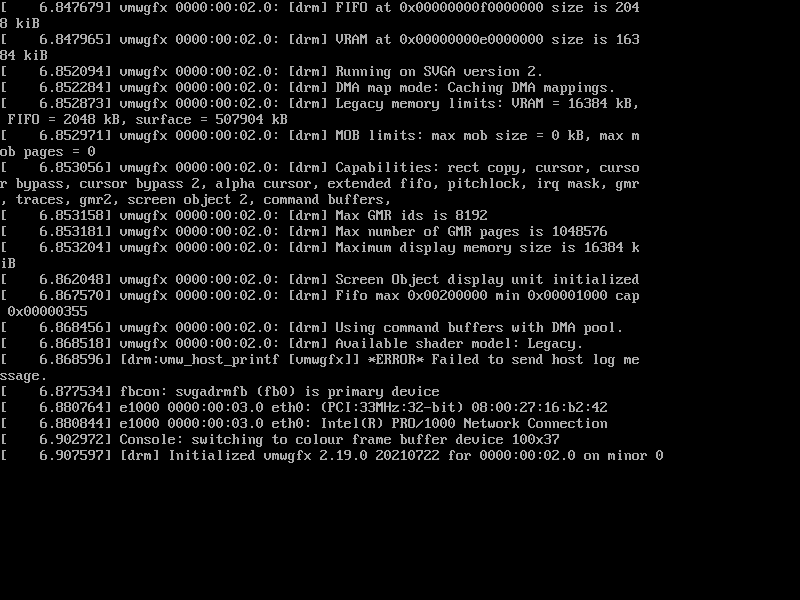 [    6.847679] vmwgfx 0000:00:02.0: [drm] FIFO at 0x00000000f0000000 size is 204
8 kiB
[    6.847965] vmwgfx 0000:00:02.0: [drm] VRAM at 0x00000000e0000000 size is 163
84 kiB
[    6.852094] vmwgfx 0000:00:02.0: [drm] Running on SVGA version 2.
[    6.852284] vmwgfx 0000:00:02.0: [drm] DMA map mode: Caching DMA mappings.
[    6.852873] vmwgfx 0000:00:02.0: [drm] Legacy memory limits: VRAM = 16384 kB,
 FIFO = 2048 kB, surface = 507904 kB
[    6.852971] vmwgfx 0000:00:02.0: [drm] MOB limits: max mob size = 0 kB, max m
ob pages = 0
[    6.853056] vmwgfx 0000:00:02.0: [drm] Capabilities: rect copy, cursor, curso
r bypass, cursor bypass 2, alpha cursor, extended fifo, pitchlock, irq mask, gmr
, traces, gmr2, screen object 2, command buffers,
[    6.853158] vmwgfx 0000:00:02.0: [drm] Max GMR ids is 8192
[    6.853181] vmwgfx 0000:00:02.0: [drm] Max number of GMR pages is 1048576
[    6.853204] vmwgfx 0000:00:02.0: [drm] Maximum display memory size is 16384 k
iB
[    6.862048] vmwgfx 0000:00:02.0: [drm] Screen Object display unit initialized
[    6.867570] vmwgfx 0000:00:02.0: [drm] Fifo max 0x00200000 min 0x00001000 cap
 0x00000355
[    6.868456] vmwgfx 0000:00:02.0: [drm] Using command buffers with DMA pool.
[    6.868518] vmwgfx 0000:00:02.0: [drm] Available shader model: Legacy.
[    6.868596] [drm:vmw_host_printf [vmwgfx]] *ERROR* Failed to send host log me
ssage.
[    6.877534] fbcon: svgadrmfb (fb0) is primary device
[    6.880764] e1000 0000:00:03.0 eth0: (PCI:33MHz:32-bit) 08:00:27:16:b2:42
[    6.880844] e1000 0000:00:03.0 eth0: Intel(R) PRO/1000 Network Connection
[    6.902972] Console: switching to colour frame buffer device 100x37
[    6.907597] [drm] Initialized vmwgfx 2.19.0 20210722 for 0000:00:02.0 on minor 0